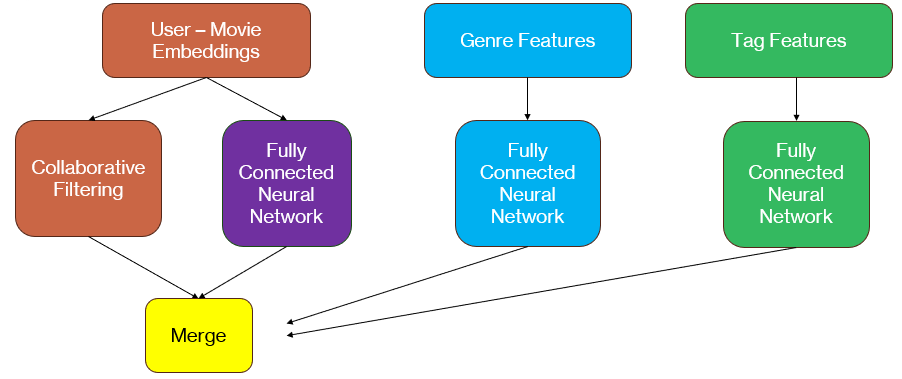 User – Movie
Embeddings
Genre Features
Tag Features
Collaborative
Filtering
Fully
Connected
Neural
Network
Fully
Connected
Neural
Network
Fully
Connected
Neural
Network
Merge